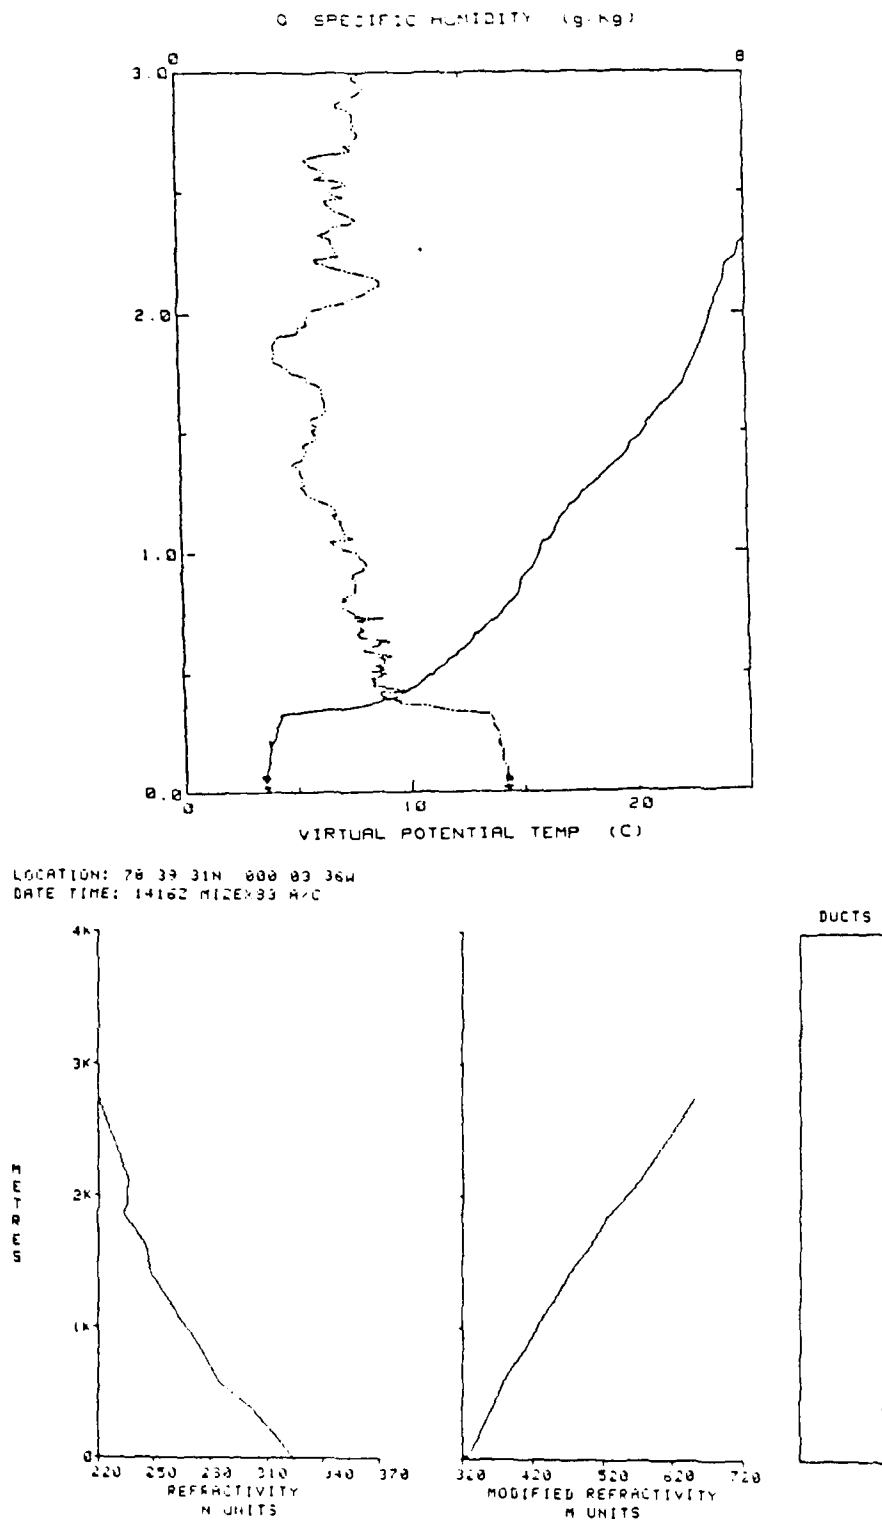 Q SPECIFIC HUMIDITY (g/Kg)
0 8
3.0
2.0
1.0
0.0
0 10 20
VIRTUAL POTENTIAL TEMP (C)
LOCATION: 78 39 31N 000 03 36W
DATE TIME: 1416Z MIZEX83 A/C
DUCTS
4K
3K
2K
1K
0
METRES
220 250 280 310 340 370
REFRACTIVITY
N UNITS
320 420 520 620 720
MODIFIED REFRACTIVITY
M UNITS